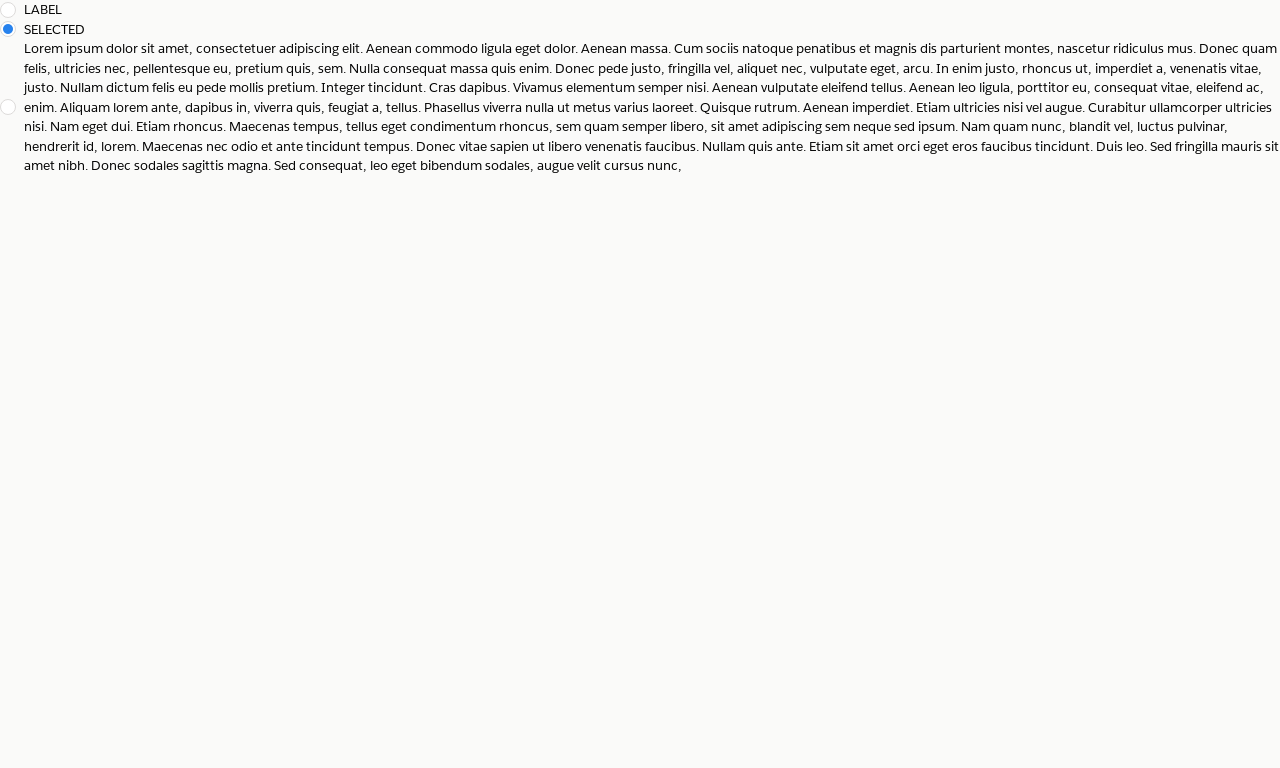 LABEL
SELECTED
Lorem ipsum dolor sit amet, consectetuer adipiscing elit. Aenean commodo ligula eget dolor. Aenean massa. Cum sociis natoque penatibus et magnis dis parturient montes, nascetur ridiculus mus. Donec quam
felis, ultricies nec, pellentesque eu, pretium quis, sem. Nulla consequat massa quis enim. Donec pede justo, fringilla vel, aliquet nec, vulputate eget, arcu. In enim justo, rhoncus ut, imperdiet a, venenatis vitae,
justo. Nullam dictum felis eu pede mollis pretium. Integer tincidunt. Cras dapibus. Vivamus elementum semper nisi. Aenean vulputate eleifend tellus. Aenean leo ligula, porttitor eu, consequat vitae, eleifend ac,
enim. Aliquam lorem ante, dapibus in, viverra quis, feugiat a, tellus. Phasellus viverra nulla ut metus varius laoreet. Quisque rutrum. Aenean imperdiet. Etiam ultricies nisi vel augue. Curabitur ullamcorper ultricies
nisi. Nam eget dui. Etiam rhoncus. Maecenas tempus, tellus eget condimentum rhoncus, sem quam semper libero, sit amet adipiscing sem neque sed ipsum. Nam quam nunc, blandit vel, luctus pulvinar,
hendrerit id, lorem. Maecenas nec odio et ante tincidunt tempus. Donec vitae sapien ut libero venenatis faucibus. Nullam quis ante. Etiam sit amet orci eget eros faucibus tincidunt. Duis leo. Sed fringilla mauris sit
amet nibh. Donec sodales sagittis magna. Sed consequat, leo eget bibendum sodales, augue velit cursus nunc,